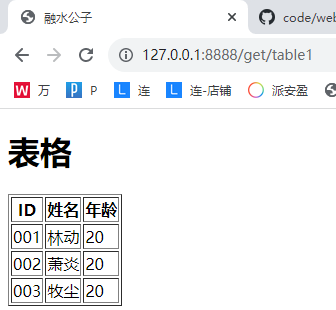 融水公子 code/wel
127.0.0.1:8888/get/table1
万 P 连 连-店铺 派安盈
表格
ID 姓名 年龄
001 林动 20
002 萧炎 20
003 牧尘 20